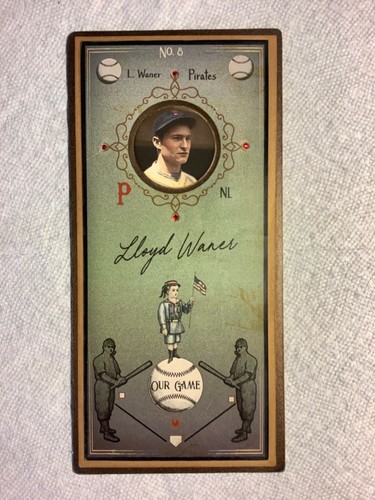 No. 8
L. Waner Pirates
P NL
Lloyd Waner
OUR GAME